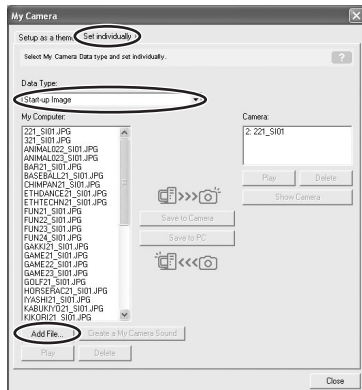 My Camera
Setup as a theme Set individually
Select My Camera Data type and set individually.
?
Data Type:
Start-up Image
My Computer:
Camera:
221_SI01.JPG
321_SI01.JPG
ANIMAL022_SI01.JPG
ANIMAL023_SI01.JPG
BAR21_SI01.JPG
BASEBALL21_SI01.JPG
CHIMPAN21_SI01.JPG
ETHDANCE21_SI01.JPG
ETHTECHN21_SI01.JPG
FUN21_SI01.JPG
FUN22_SI01.JPG
FUN23_SI01.JPG
FUN24_SI01.JPG
GAKKI21_SI01.JPG
GAME21_SI01.JPG
GAME22_SI01.JPG
GAME23_SI01.JPG
GOLF21_SI01.JPG
HORSERAC21_SI01.JPG
IYASHI21_SI01.JPG
KABUKIYO21_SI01.JPG
KIKORI21_SI01.JPG
2: 221_SI01
Play Delete
Show Camera
Save to Camera
Save to PC
Add File... Create a My Camera Sound
Play Delete
Close